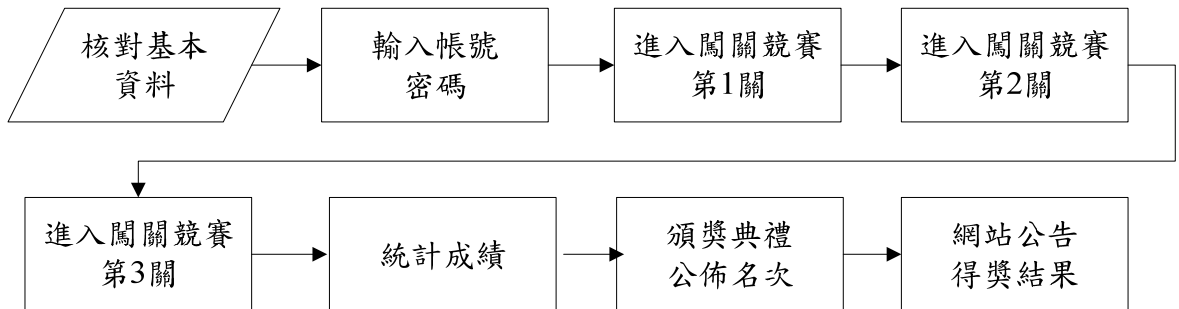 核對基本
資料
輸入帳號
密碼
進入闖關競賽
第1關
進入闖關競賽
第2關
進入闖關競賽
第3關
統計成績
頒獎典禮
公佈名次
網站公告
得獎結果